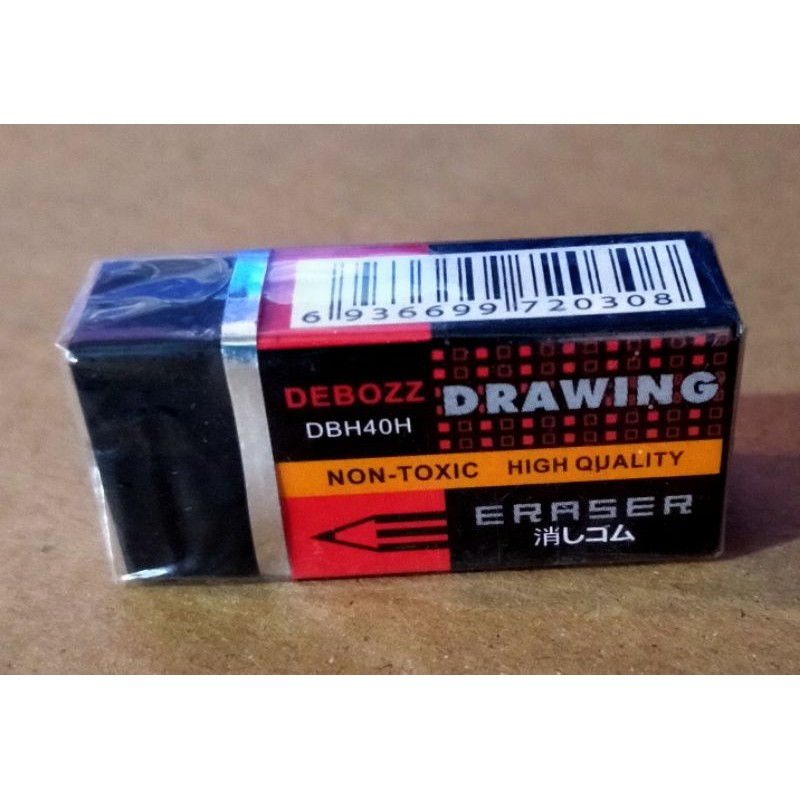 6 936699 720308
DEBOZZ DRAWING
DBH40H
NON-TOXIC HIGH QUALITY
ERASER
消しゴム